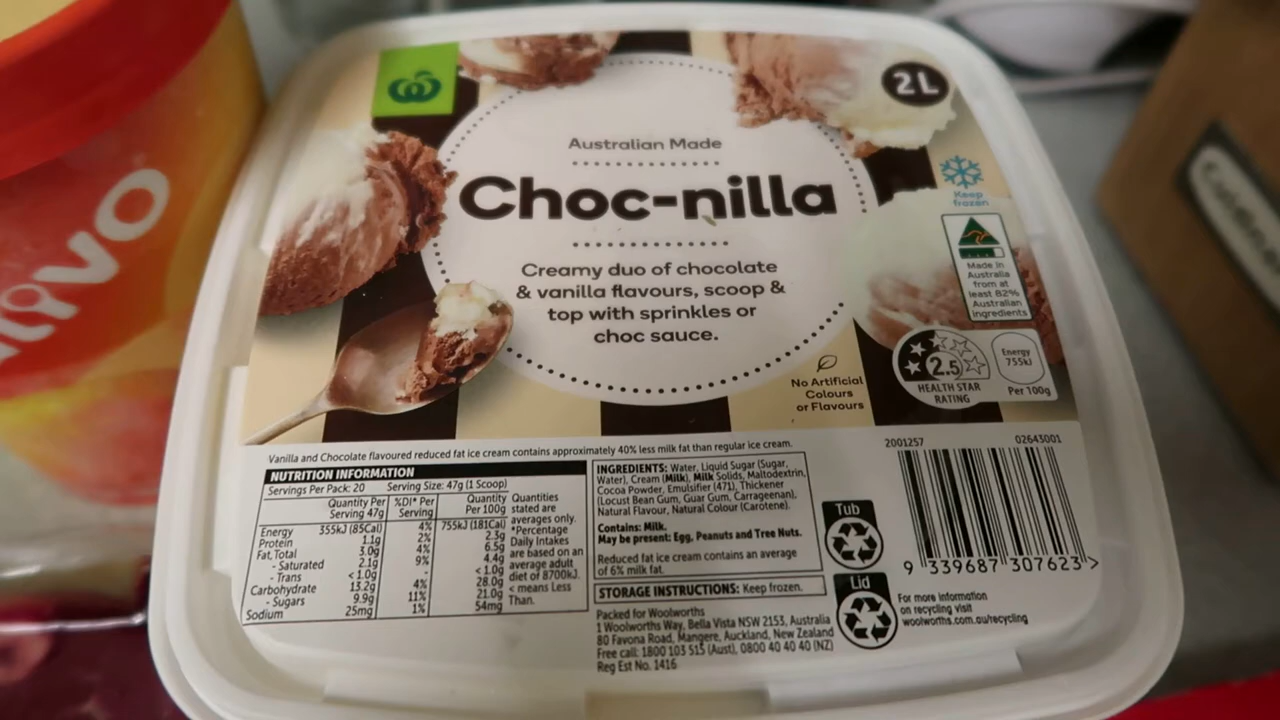 2L
Australian Made
Choc-nilla
Creamy duo of chocolate
& vanilla flavours, scoop &
top with sprinkles or
choc sauce.
Keep
frozen
Made in
Australia
from at
least 82%
Australian
ingredients
2.5
HEALTH STAR
RATING
Energy
755kJ
Per 100g
No Artificial
Colours
or Flavours
Vanilla and Chocolate flavoured reduced fat ice cream contains approximately 40% less milk fat than regular ice cream.
NUTRITION INFORMATION
Servings Per Pack: 20 Serving Size: 47g (1 Scoop)
Quantity Per Serving 47g %DI* Per Serving Quantity Per 100g
Energy 355kJ (85Cal) 4% 755kJ (181Cal)
Protein 1.1g 2% 2.3g
Fat, Total 3.0g 4% 6.5g
- Saturated 2.1g 9% 4.4g
- Trans < 1.0g - < 1.0g
Carbohydrate 13.2g 4% 28.0g
- Sugars 9.9g 11% 21.0g
Sodium 25mg 1% 54mg
Quantities
stated are
averages only.
*Percentage
Daily Intakes
are based on an
average adult
diet of 8700kJ.
< means Less
Than.
INGREDIENTS: Water, Liquid Sugar (Sugar,
Water), Cream (Milk), Milk Solids, Maltodextrin,
Cocoa Powder, Emulsifier (471), Thickener
(Locust Bean Gum, Guar Gum, Carrageenan),
Natural Flavour, Natural Colour (Carotene).
Contains: Milk.
May be present: Egg, Peanuts and Tree Nuts.
Reduced fat ice cream contains an average
of 6% milk fat.
STORAGE INSTRUCTIONS: Keep frozen.
Packed for Woolworths
1 Woolworths Way, Bella Vista NSW 2153, Australia
80 Favona Road, Mangere, Auckland, New Zealand
Free call: 1800 103 515 (Aust), 0800 40 40 40 (NZ)
Reg Est No. 1416
Tub
Lid
2001257 02643001
9 339687 307623 >
For more information
on recycling visit
woolworths.com.au/recycling